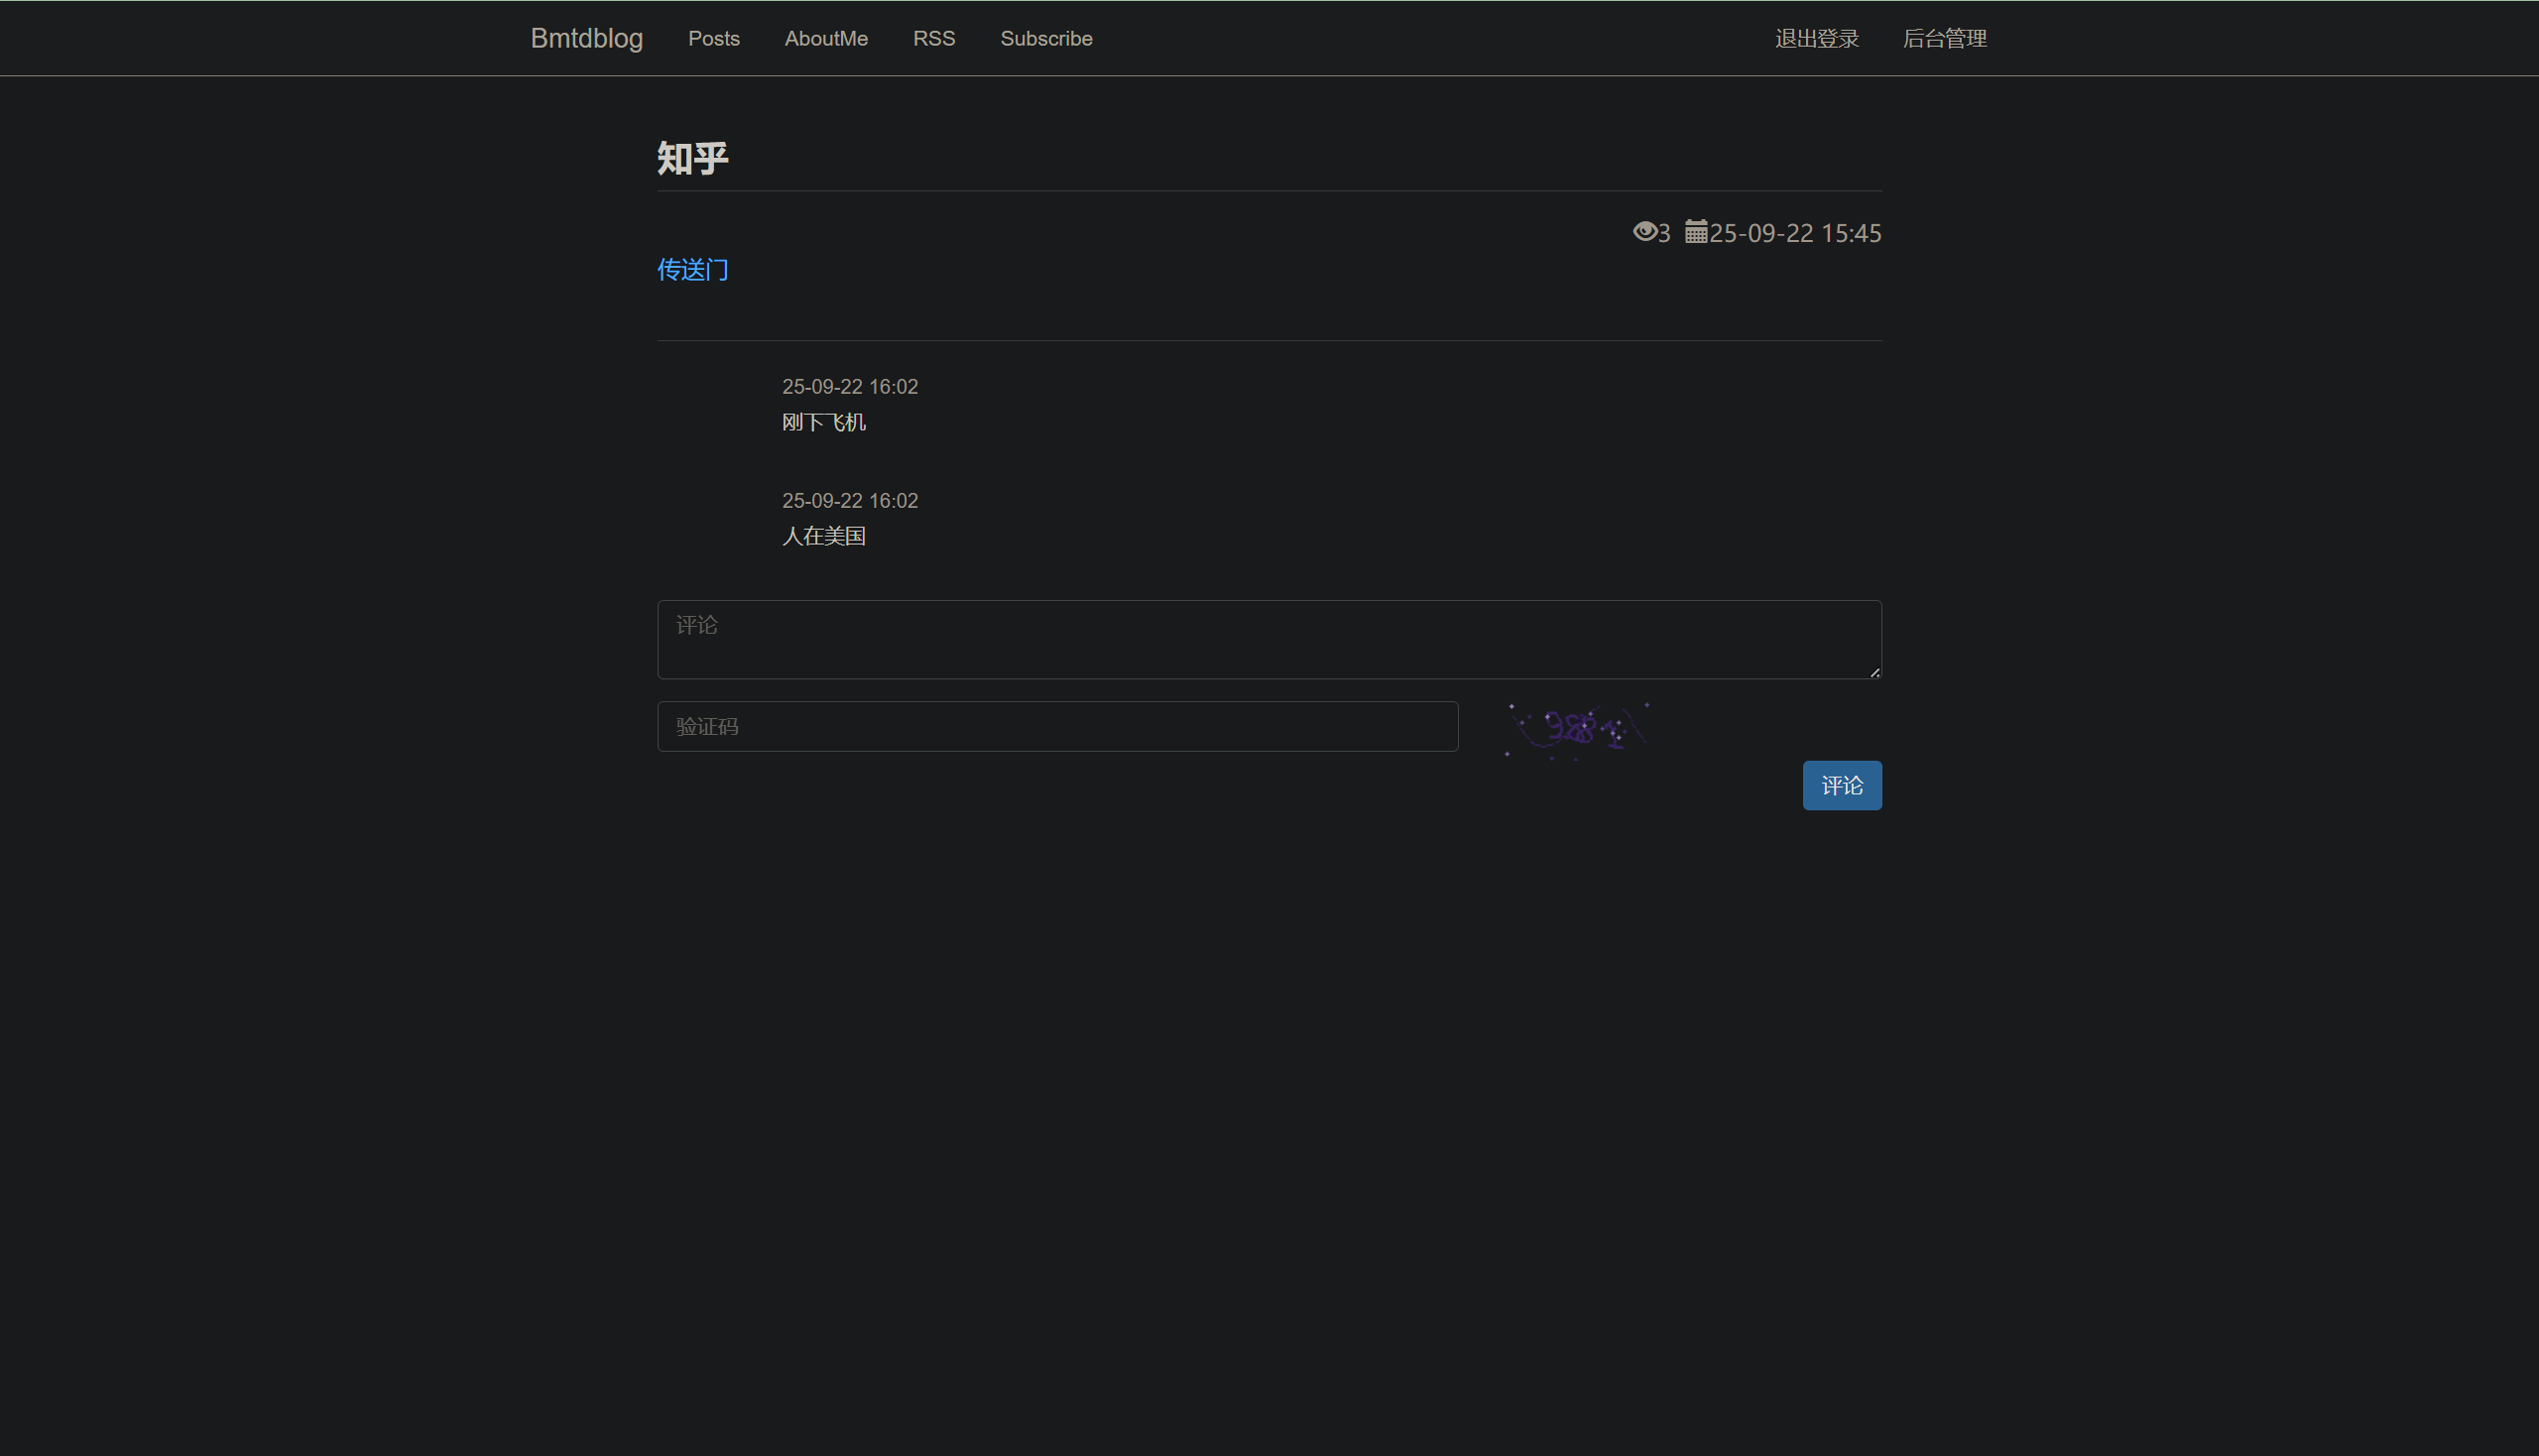 Bmtdblog Posts AboutMe RSS Subscribe 退出登录 后台管理
知乎
3 25-09-22 15:45
传送门
25-09-22 16:02
刚下飞机
25-09-22 16:02
人在美国
评论
验证码
评论